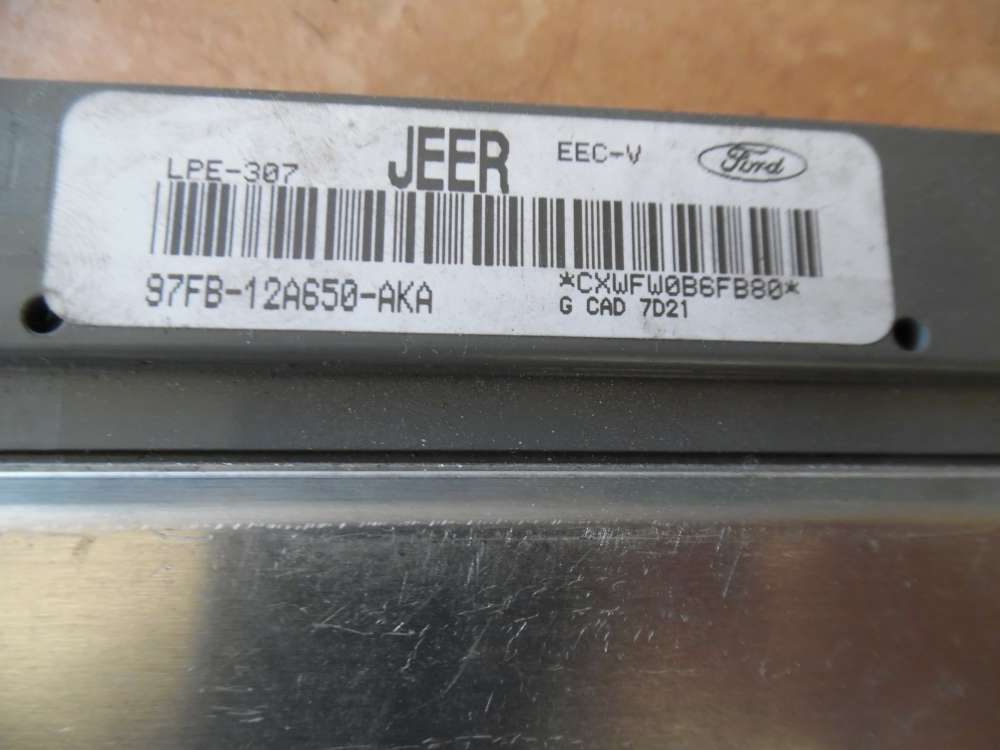 JEER
EEC-V
Ford
LPE-307
97FB-12A650-AKA
*CXWFW0B6FB80*
G CAD 7D21